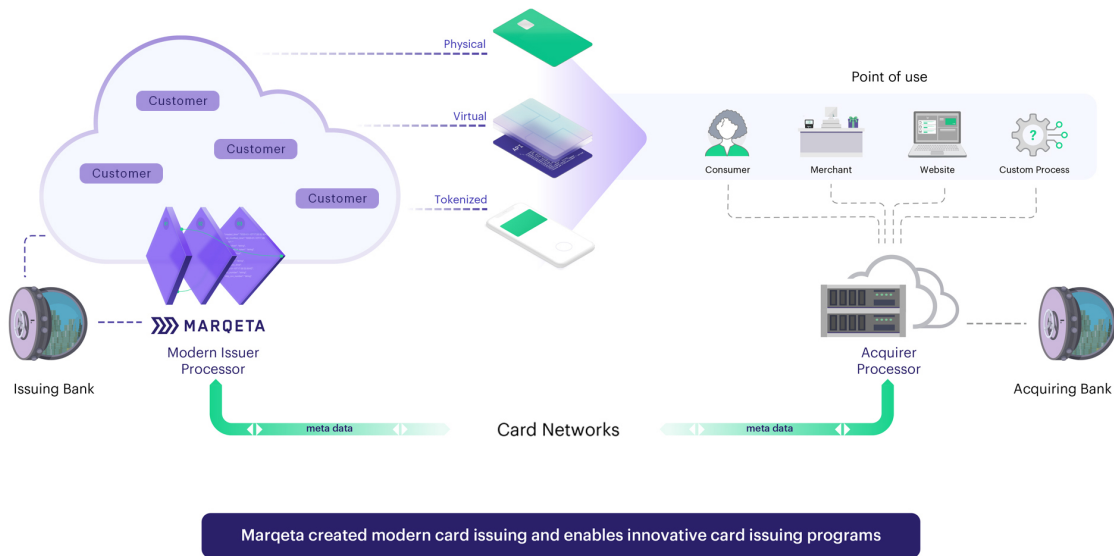 Physical
Point of use
Customer
Virtual
Customer
Customer
Consumer
Merchant
Website
Custom Process
Customer
Tokenized
?
MARQETA
Modern Issuer
Processor
Acquirer
Processor
Issuing Bank
Acquiring Bank
meta data
Card Networks
meta data
Marqeta created modern card issuing and enables innovative card issuing programs